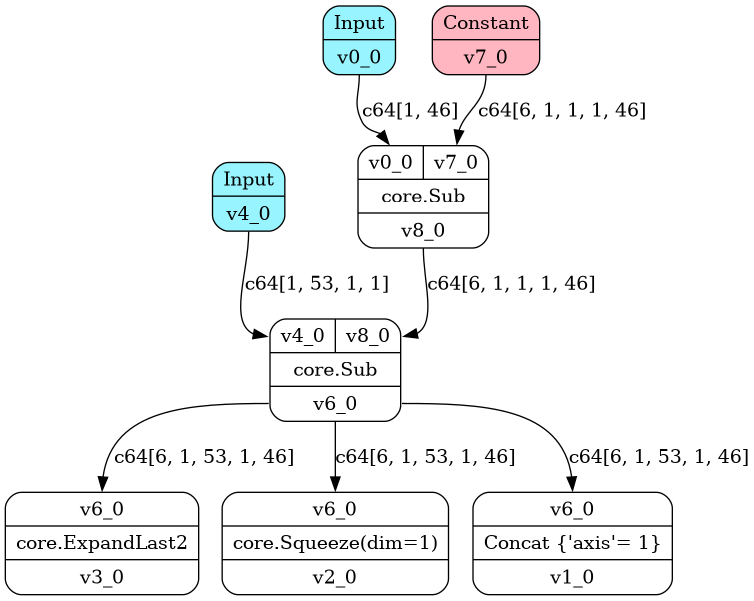 Input
v0_0
Constant
v7_0
c64[1, 46]
c64[6, 1, 1, 1, 46]
v0_0 v7_0
core.Sub
v8_0
Input
v4_0
c64[1, 53, 1, 1]
c64[6, 1, 1, 1, 46]
v4_0 v8_0
core.Sub
v6_0
c64[6, 1, 53, 1, 46]
c64[6, 1, 53, 1, 46]
c64[6, 1, 53, 1, 46]
v6_0
core.ExpandLast2
v3_0
v6_0
core.Squeeze(dim=1)
v2_0
v6_0
Concat {'axis'= 1}
v1_0